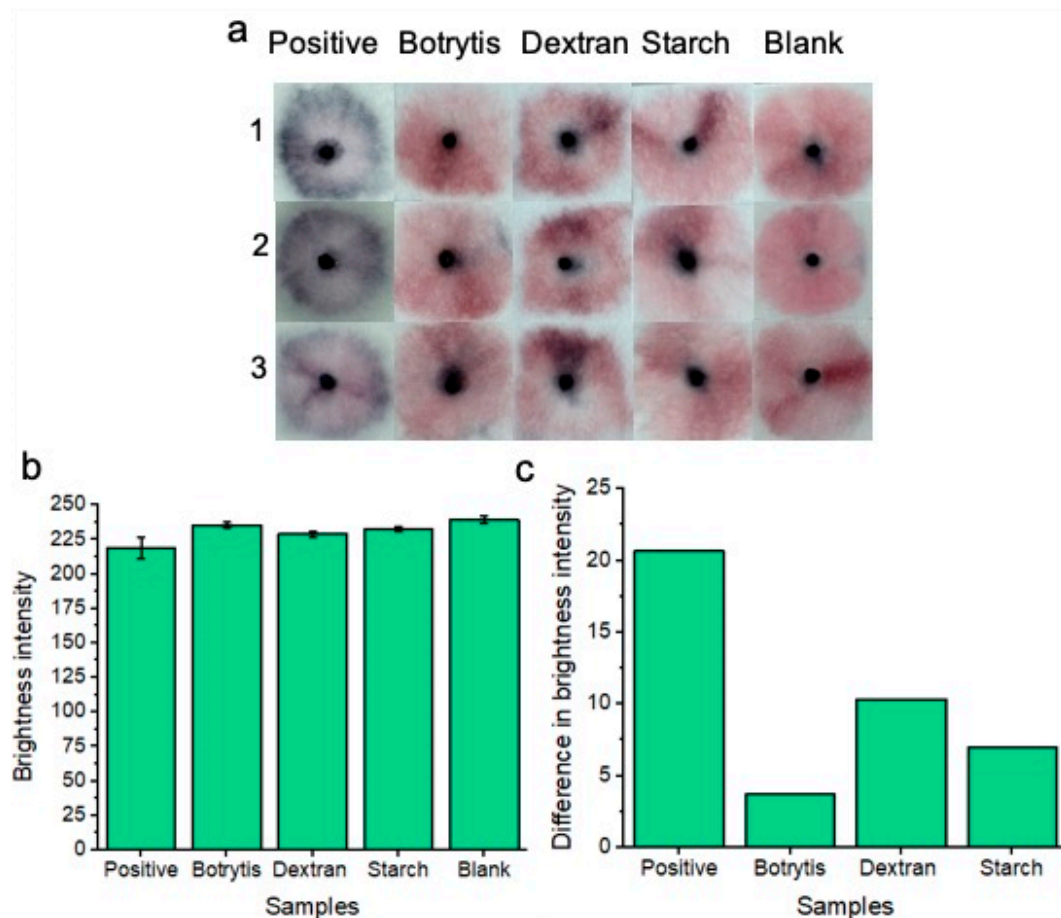 a
Positive Botrytis Dextran Starch Blank
1
2
3
b
Brightness intensity
250
225
200
175
150
125
100
75
50
25
0
Positive Botrytis Dextran Starch Blank
Samples
c
Difference in brightness intensity
25
20
15
10
5
0
Positive Botrytis Dextran Starch
Samples